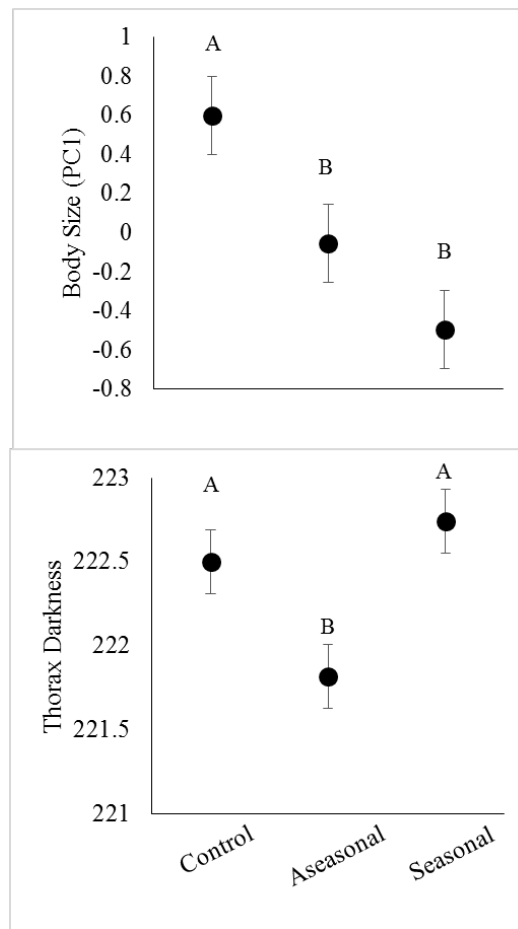 1
A
0.8
0.6
0.4
B
0.2
0
B
-0.2
-0.4
-0.6
-0.8
Body Size (PC1)
223
A
A
222.5
222
B
221.5
221
Thorax Darkness
Control
Aseasonal
Seasonal